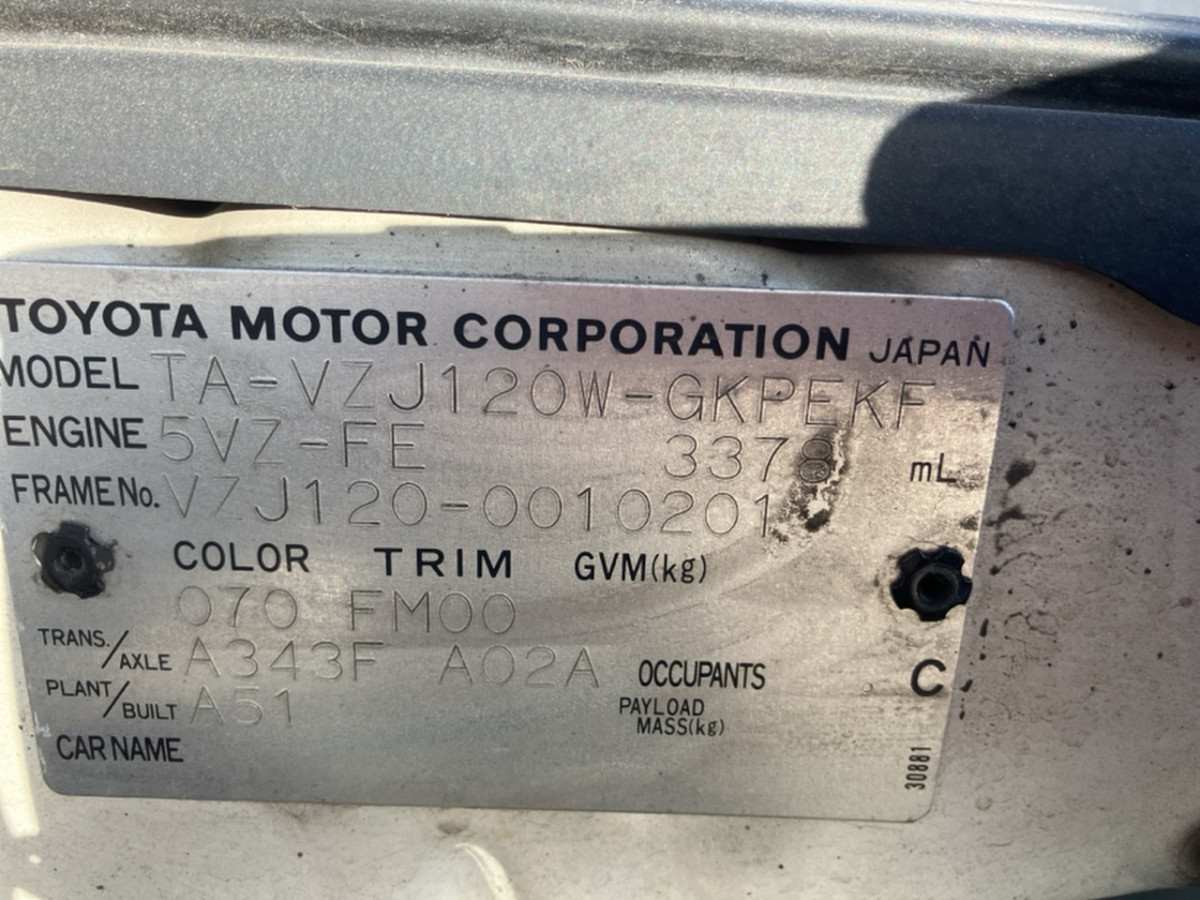 TOYOTA MOTOR CORPORATION JAPAN
MODEL TA-VZJ120W-GKPEKF
ENGINE 5VZ-FE 3378 mL
FRAME No. VZJ120-0010201
COLOR TRIM GVM(kg)
070 FM00
TRANS./AXLE A343F A02A OCCUPANTS C
PLANT/BUILT A51 PAYLOAD MASS(kg)
CAR NAME
30881